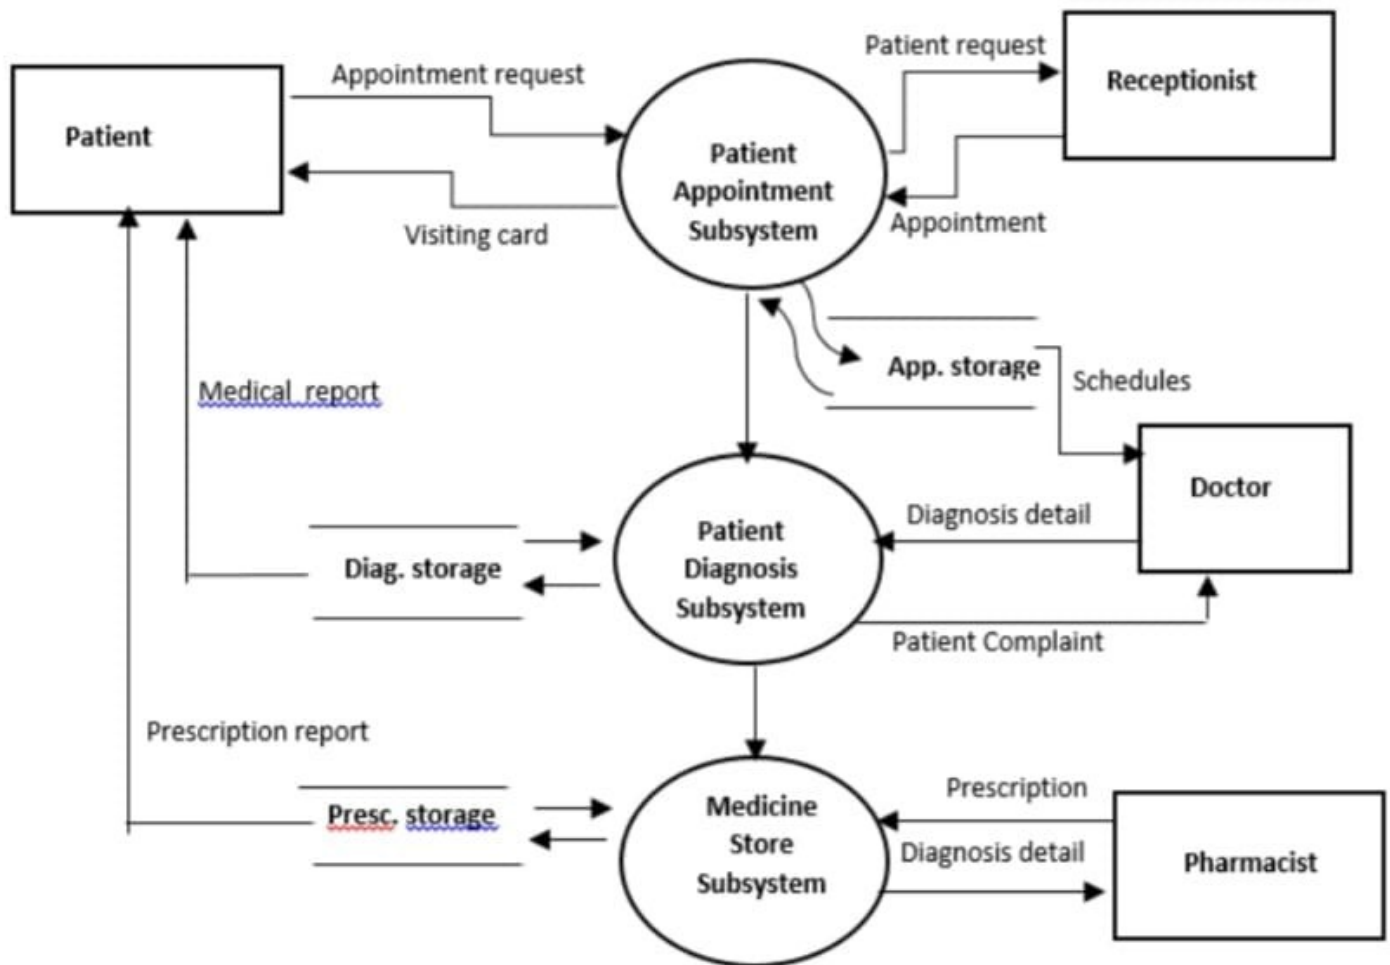 Patient request
Receptionist
Appointment request
Patient
Patient
Appointment
Subsystem
Visiting card
Appointment
App. storage
Schedules
Medical  report
Doctor
Diagnosis detail
Patient
Diagnosis
Subsystem
Diag. storage
Patient Complaint
Prescription report
Presc. storage
Medicine
Store
Subsystem
Prescription
Diagnosis detail
Pharmacist